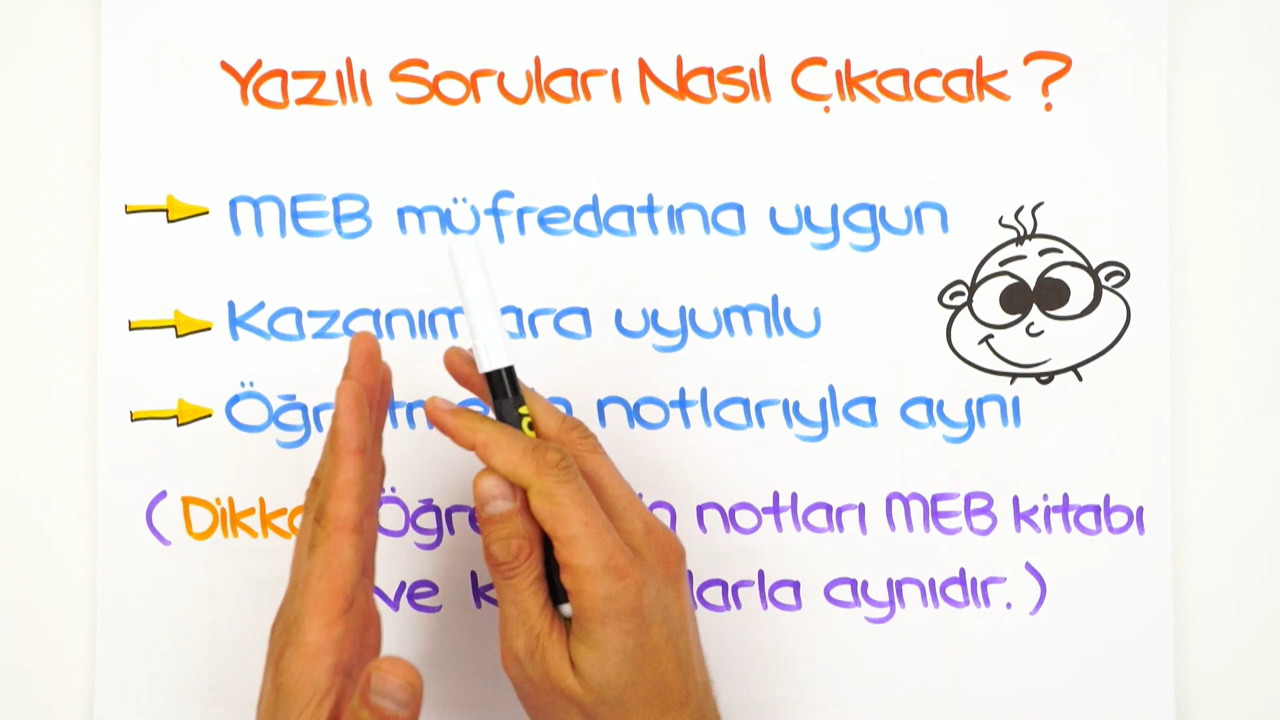 Yazılı Soruları Nasıl Çıkacak ?
MEB müfredatına uygun
uyumlu
notlarıyla aynı
( notları MEB kitabı
ve aynıdır. )